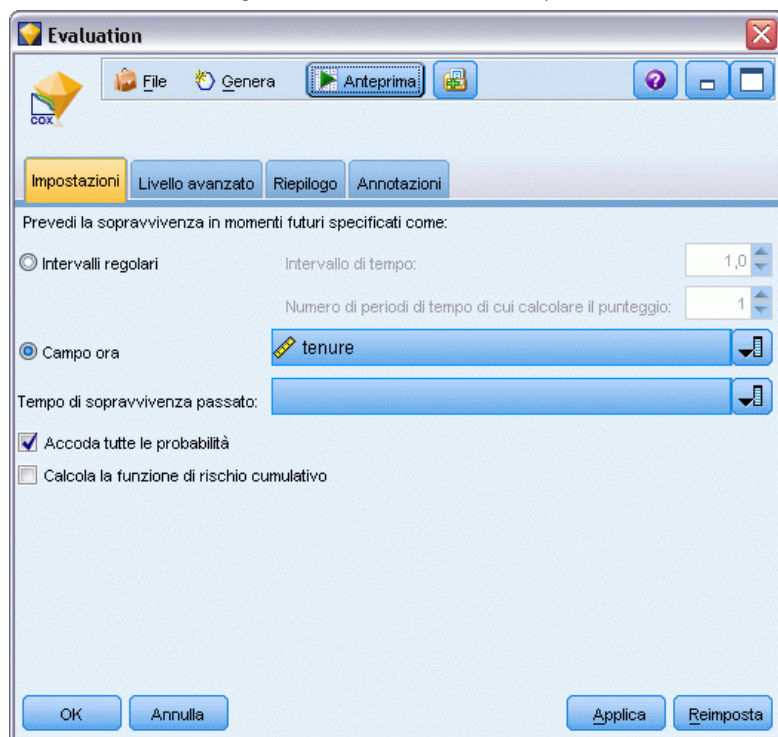 Evaluation
File Genera Anteprima
COX
Impostazioni Livello avanzato Riepilogo Annotazioni
Prevedi la sopravvivenza in momenti futuri specificati come:
Intervalli regolari Intervallo di tempo: 1,0
Numero di periodi di tempo di cui calcolare il punteggio: 1
Campo ora tenure
Tempo di sopravvivenza passato:
Accoda tutte le probabilità
Calcola la funzione di rischio cumulativo
OK Annulla Applica Reimposta